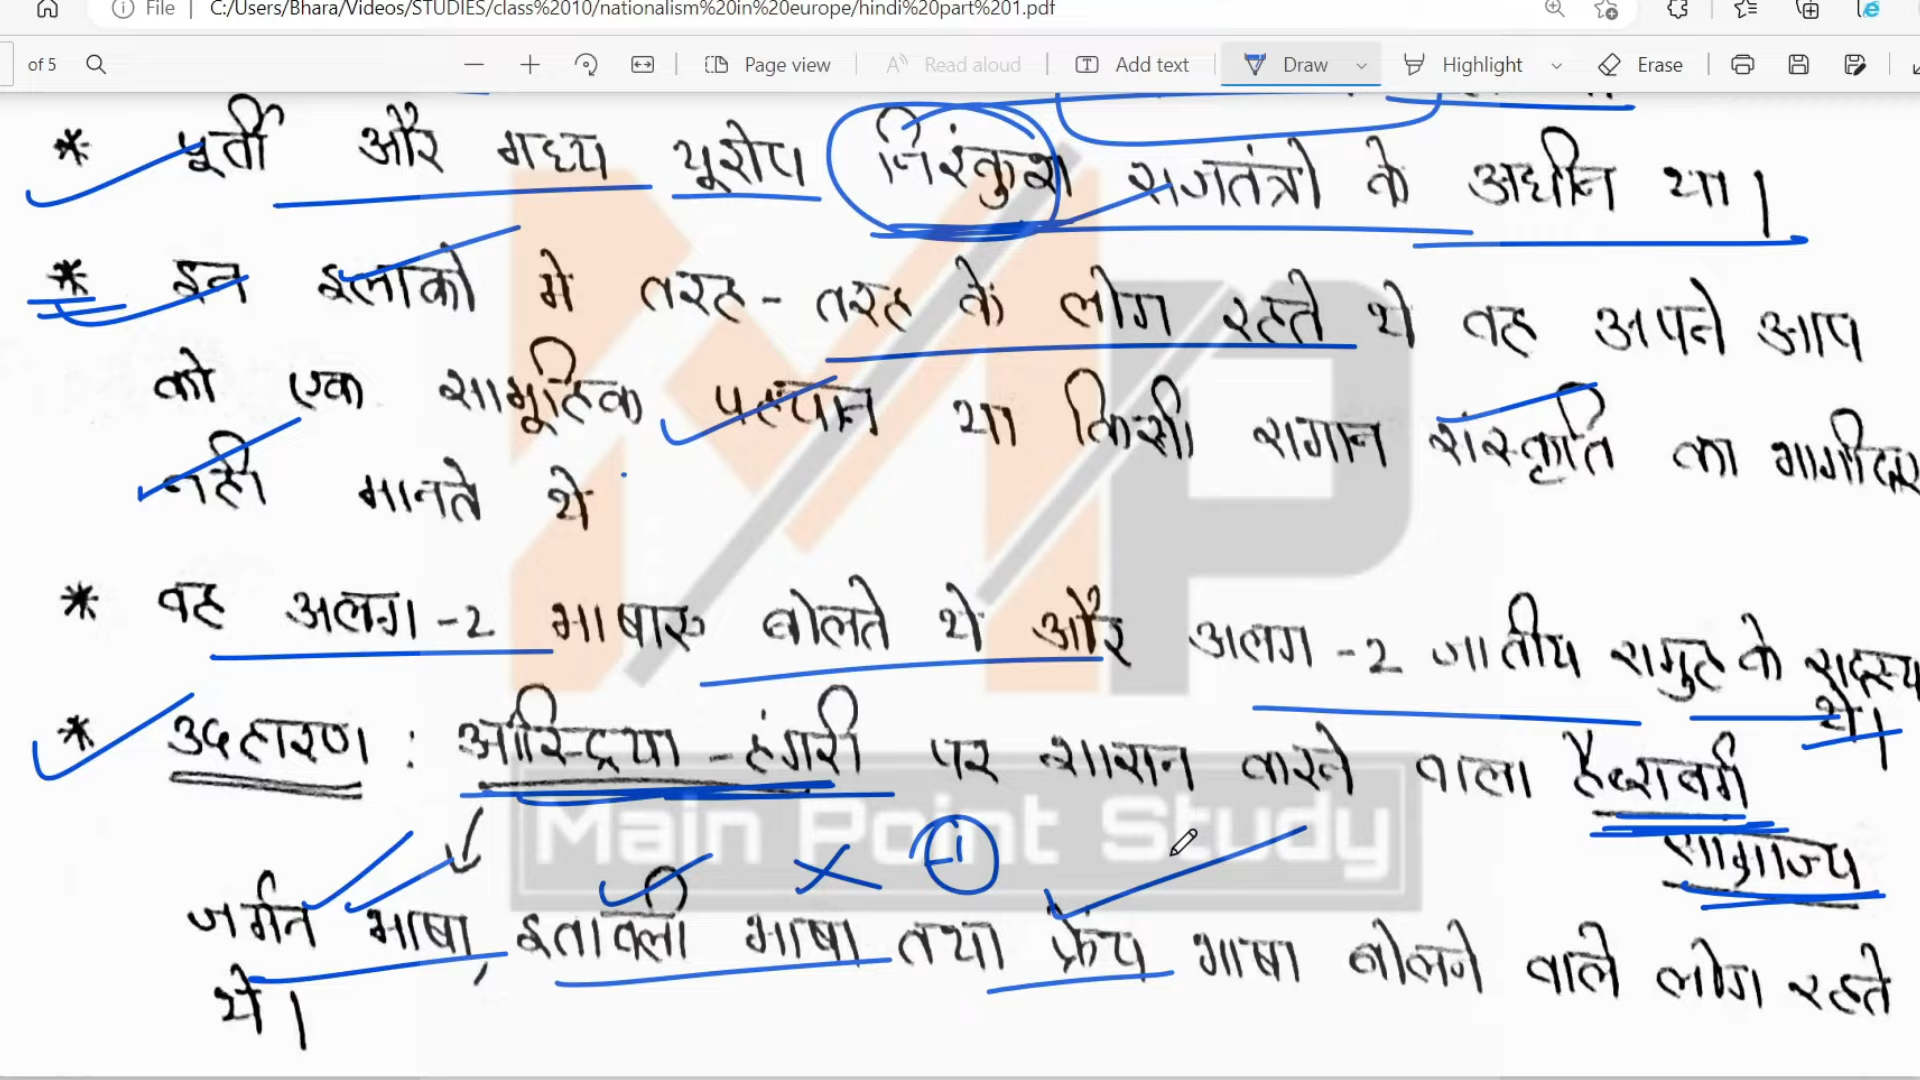 File C:/Users/Bhara/Videos/STUDIES/class%2010/nationalism%20in%20europe/hindi%20part%201.pdf
of 5 Page view Read aloud Add text Draw Highlight Erase
* पूर्वी और मध्य यूरोप निरंकुश राजतंत्रो के अधीन था।
* इन इलाको मे तरह - तरह के लोग रहते थे वह अपने आप
को एक सामूहिक पहचान या किसी समान संस्कृति का भागीदार
नही मानते थे
* वह अलग -2 भाषाए बोलते थे और अलग -2 जातीय समुह के सदस्य
थे।
* उदहारण : ऑस्ट्रिया - हंगरी पर शासन करने वाला हैब्सबर्ग
साम्राज्य
Main Point Study
-1
जर्मन भाषा, इतावली भाषा तथा फ्रेंच भाषा बोलने वाले लोग रहते
थे।